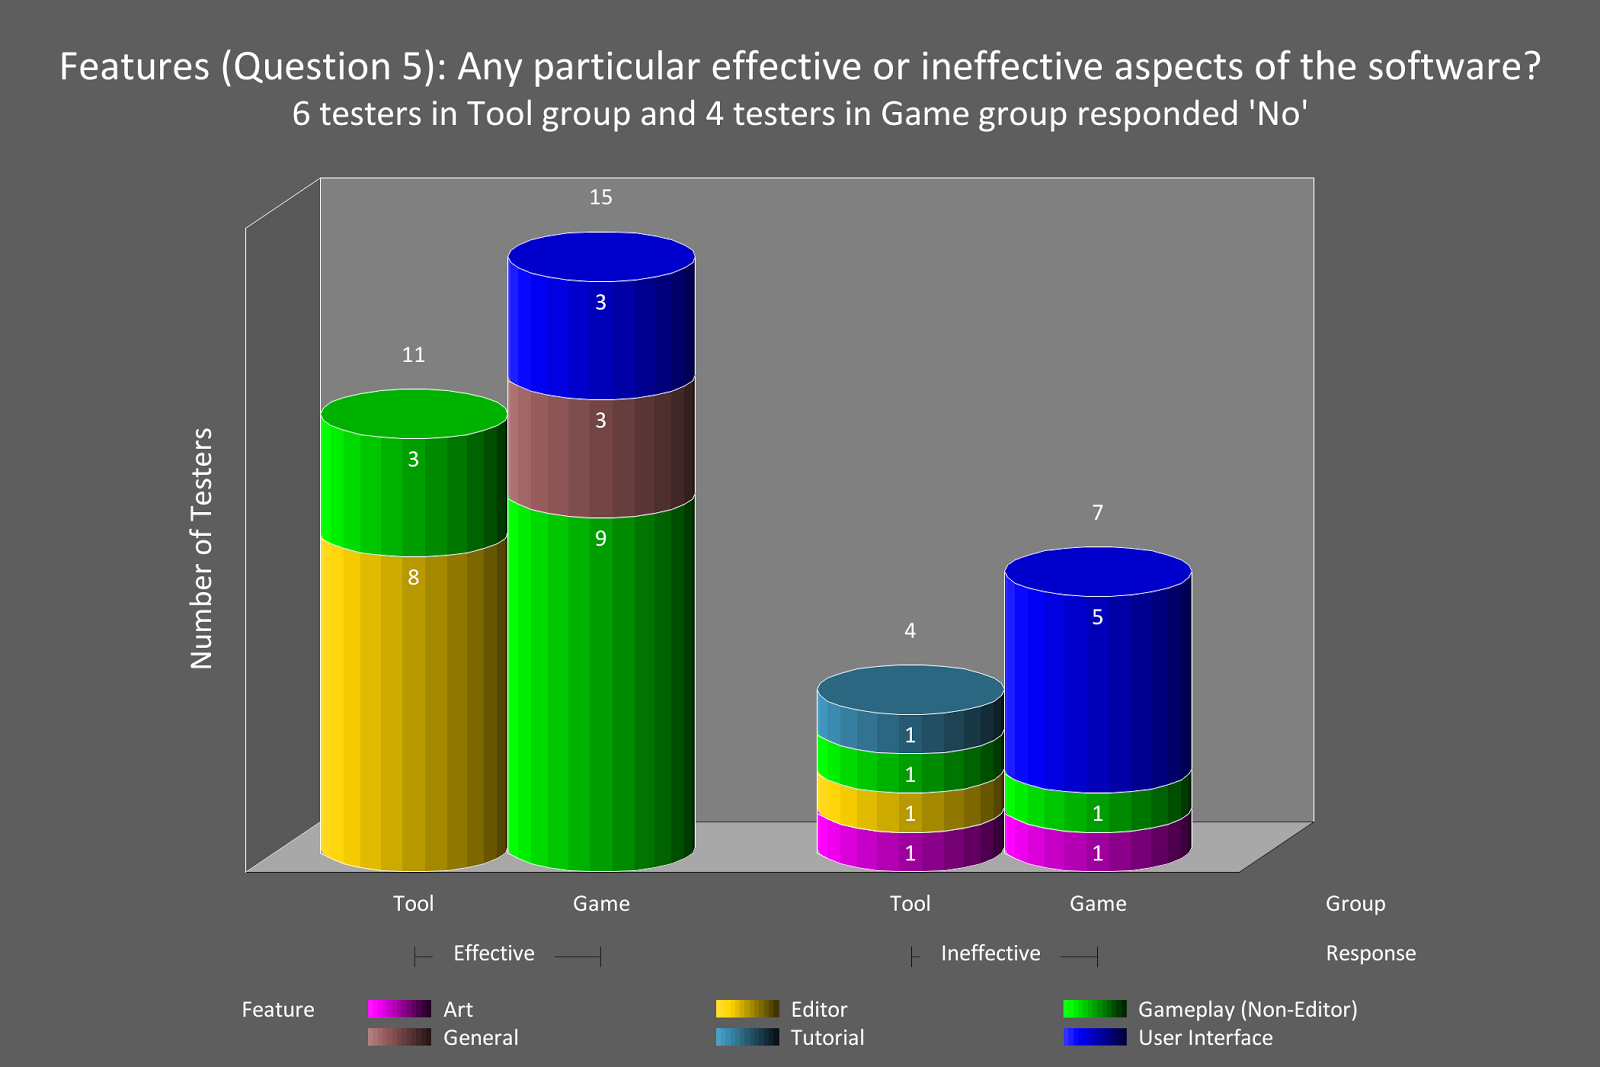 Features (Question 5): Any particular effective or ineffective aspects of the software?
6 testers in Tool group and 4 testers in Game group responded 'No'
15
3
11
3
3
3
9
8
7
5
4
1
1
1
1
1
1
Number of Testers
Tool Game Tool Game Group
Effective Ineffective Response
Feature Art Editor Gameplay (Non-Editor)
General Tutorial User Interface